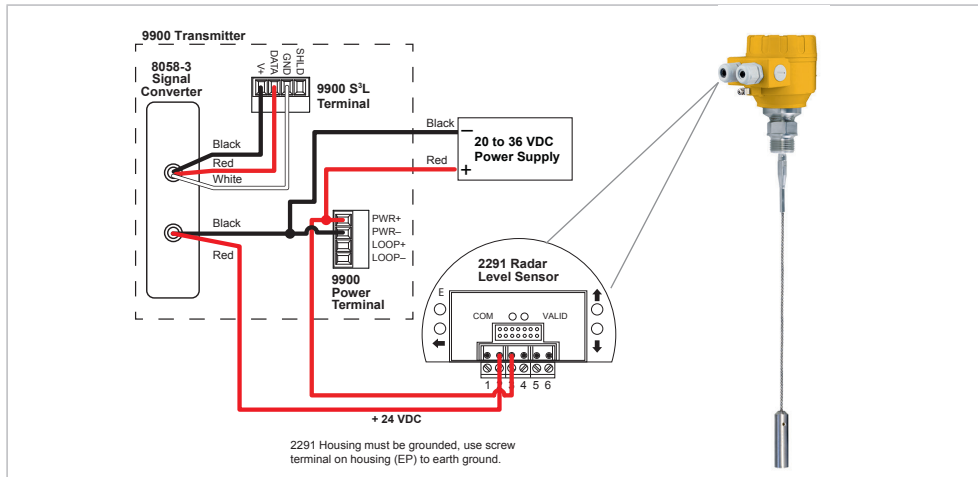 9900 Transmitter
8058-3
Signal
Converter
V+
DATA
GND
SHLD
9900 S³L
Terminal
Black
Red
White
Black
Red
Black
Red
20 to 36 VDC
Power Supply
−
+
PWR+
PWR–
LOOP+
LOOP–
9900
Power
Terminal
2291 Radar
Level Sensor
E
COM
VALID
1 2 3 4 5 6
+ 24 VDC
2291 Housing must be grounded, use screw
terminal on housing (EP) to earth ground.